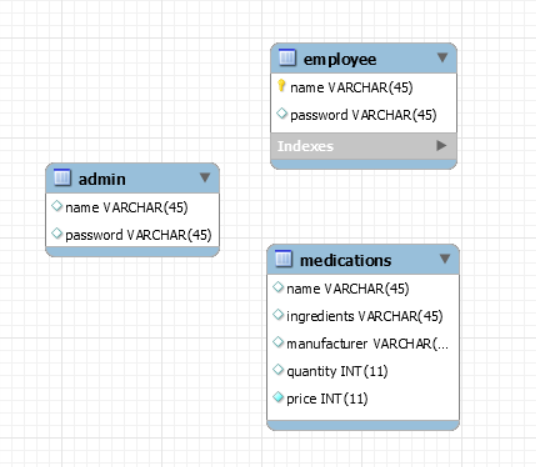 employee
name VARCHAR(45)
password VARCHAR(45)
Indexes
admin
name VARCHAR(45)
password VARCHAR(45)
medications
name VARCHAR(45)
ingredients VARCHAR(45)
manufacturer VARCHAR(...
quantity INT(11)
price INT(11)